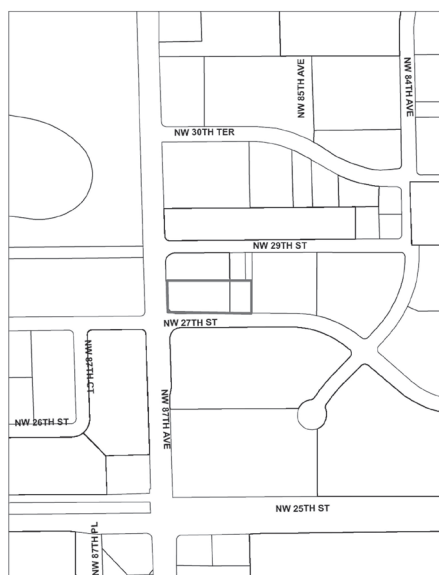 NW 85TH AVE
NW 84TH AVE
NW 30TH TER
NW 29TH ST
NW 27TH ST
NW 87TH CT
NW 87TH AVE
NW 26TH ST
NW 25TH ST
NW 87TH PL